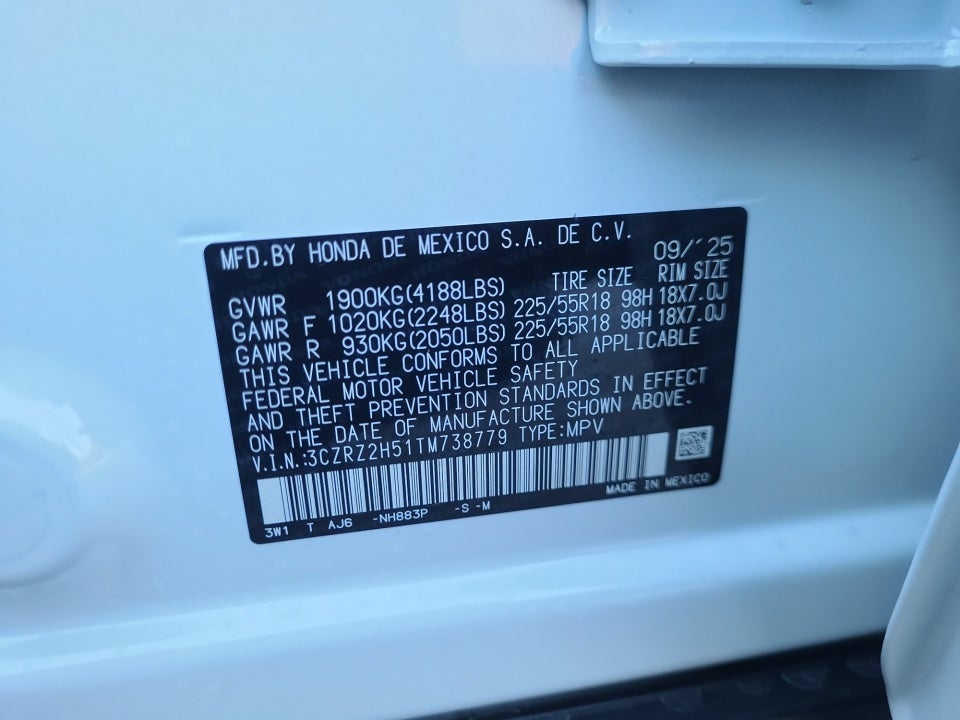 MFD.BY HONDA DE MEXICO S.A. DE C.V. 09/'25
TIRE SIZE RIM SIZE
GVWR 1900KG(4188LBS)
GAWR F 1020KG(2248LBS) 225/55R18 98H 18X7.0J
GAWR R 930KG(2050LBS) 225/55R18 98H 18X7.0J
THIS VEHICLE CONFORMS TO ALL APPLICABLE
FEDERAL MOTOR VEHICLE SAFETY
AND THEFT PREVENTION STANDARDS IN EFFECT
ON THE DATE OF MANUFACTURE SHOWN ABOVE.
V.I.N.:3CZRZ2H51TM738779 TYPE:MPV
MADE IN MEXICO
3W1 T AJ6 -NH883P -S -M